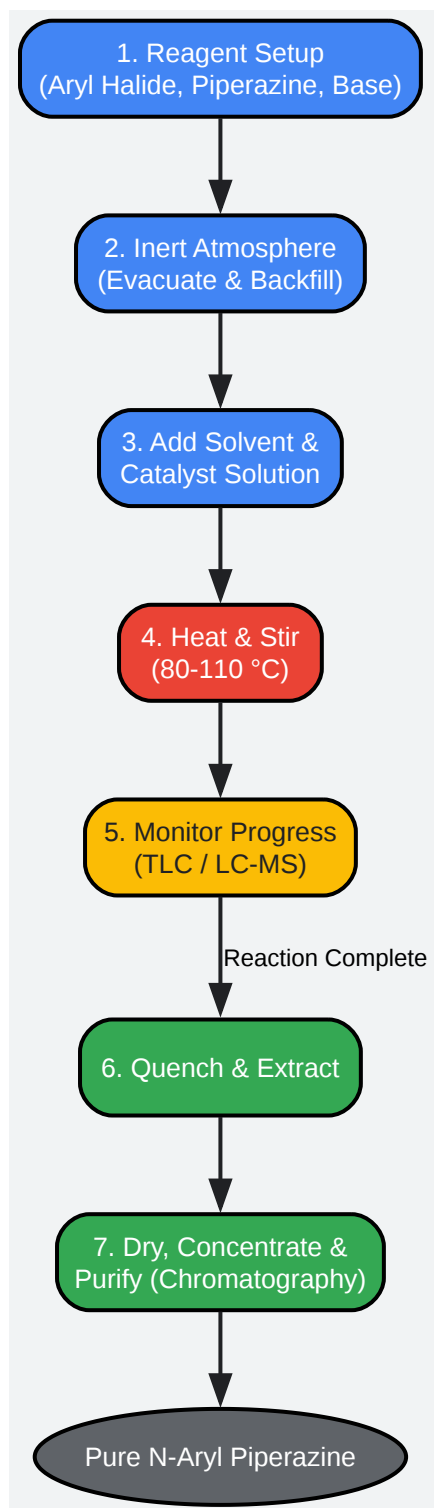 1. Reagent Setup
(Aryl Halide, Piperazine, Base)
2. Inert Atmosphere
(Evacuate & Backfill)
3. Add Solvent &
Catalyst Solution
4. Heat & Stir
(80-110 °C)
5. Monitor Progress
(TLC / LC-MS)
Reaction Complete
6. Quench & Extract
7. Dry, Concentrate &
Purify (Chromatography)
Pure N-Aryl Piperazine